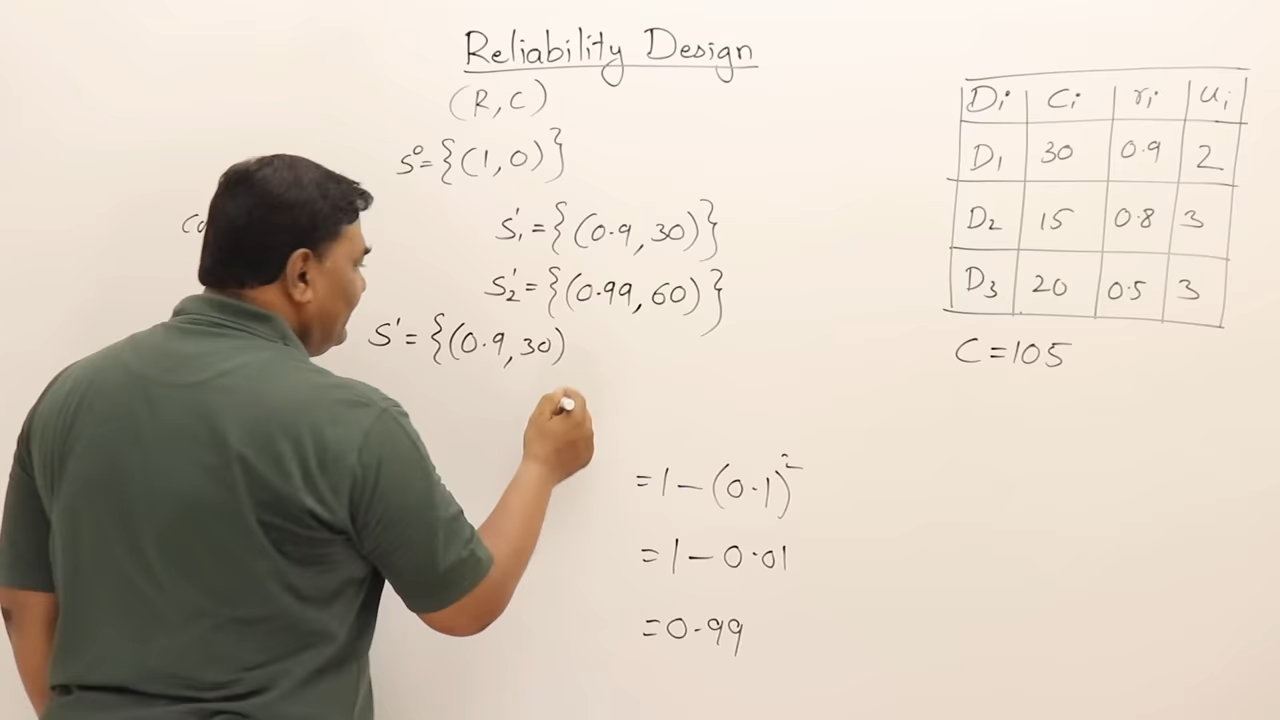 Reliability Design
(R, C)
S⁰={(1,0)}
S₁'={(0.9,30)}
S₂'={(0.99,60)}
S'={(0.9,30)
=1-(0.1)²
=1-0.01
=0.99
Di Ci ri ui
D₁ 30 0.9 2
D₂ 15 0.8 3
D₃ 20 0.5 3
C=105